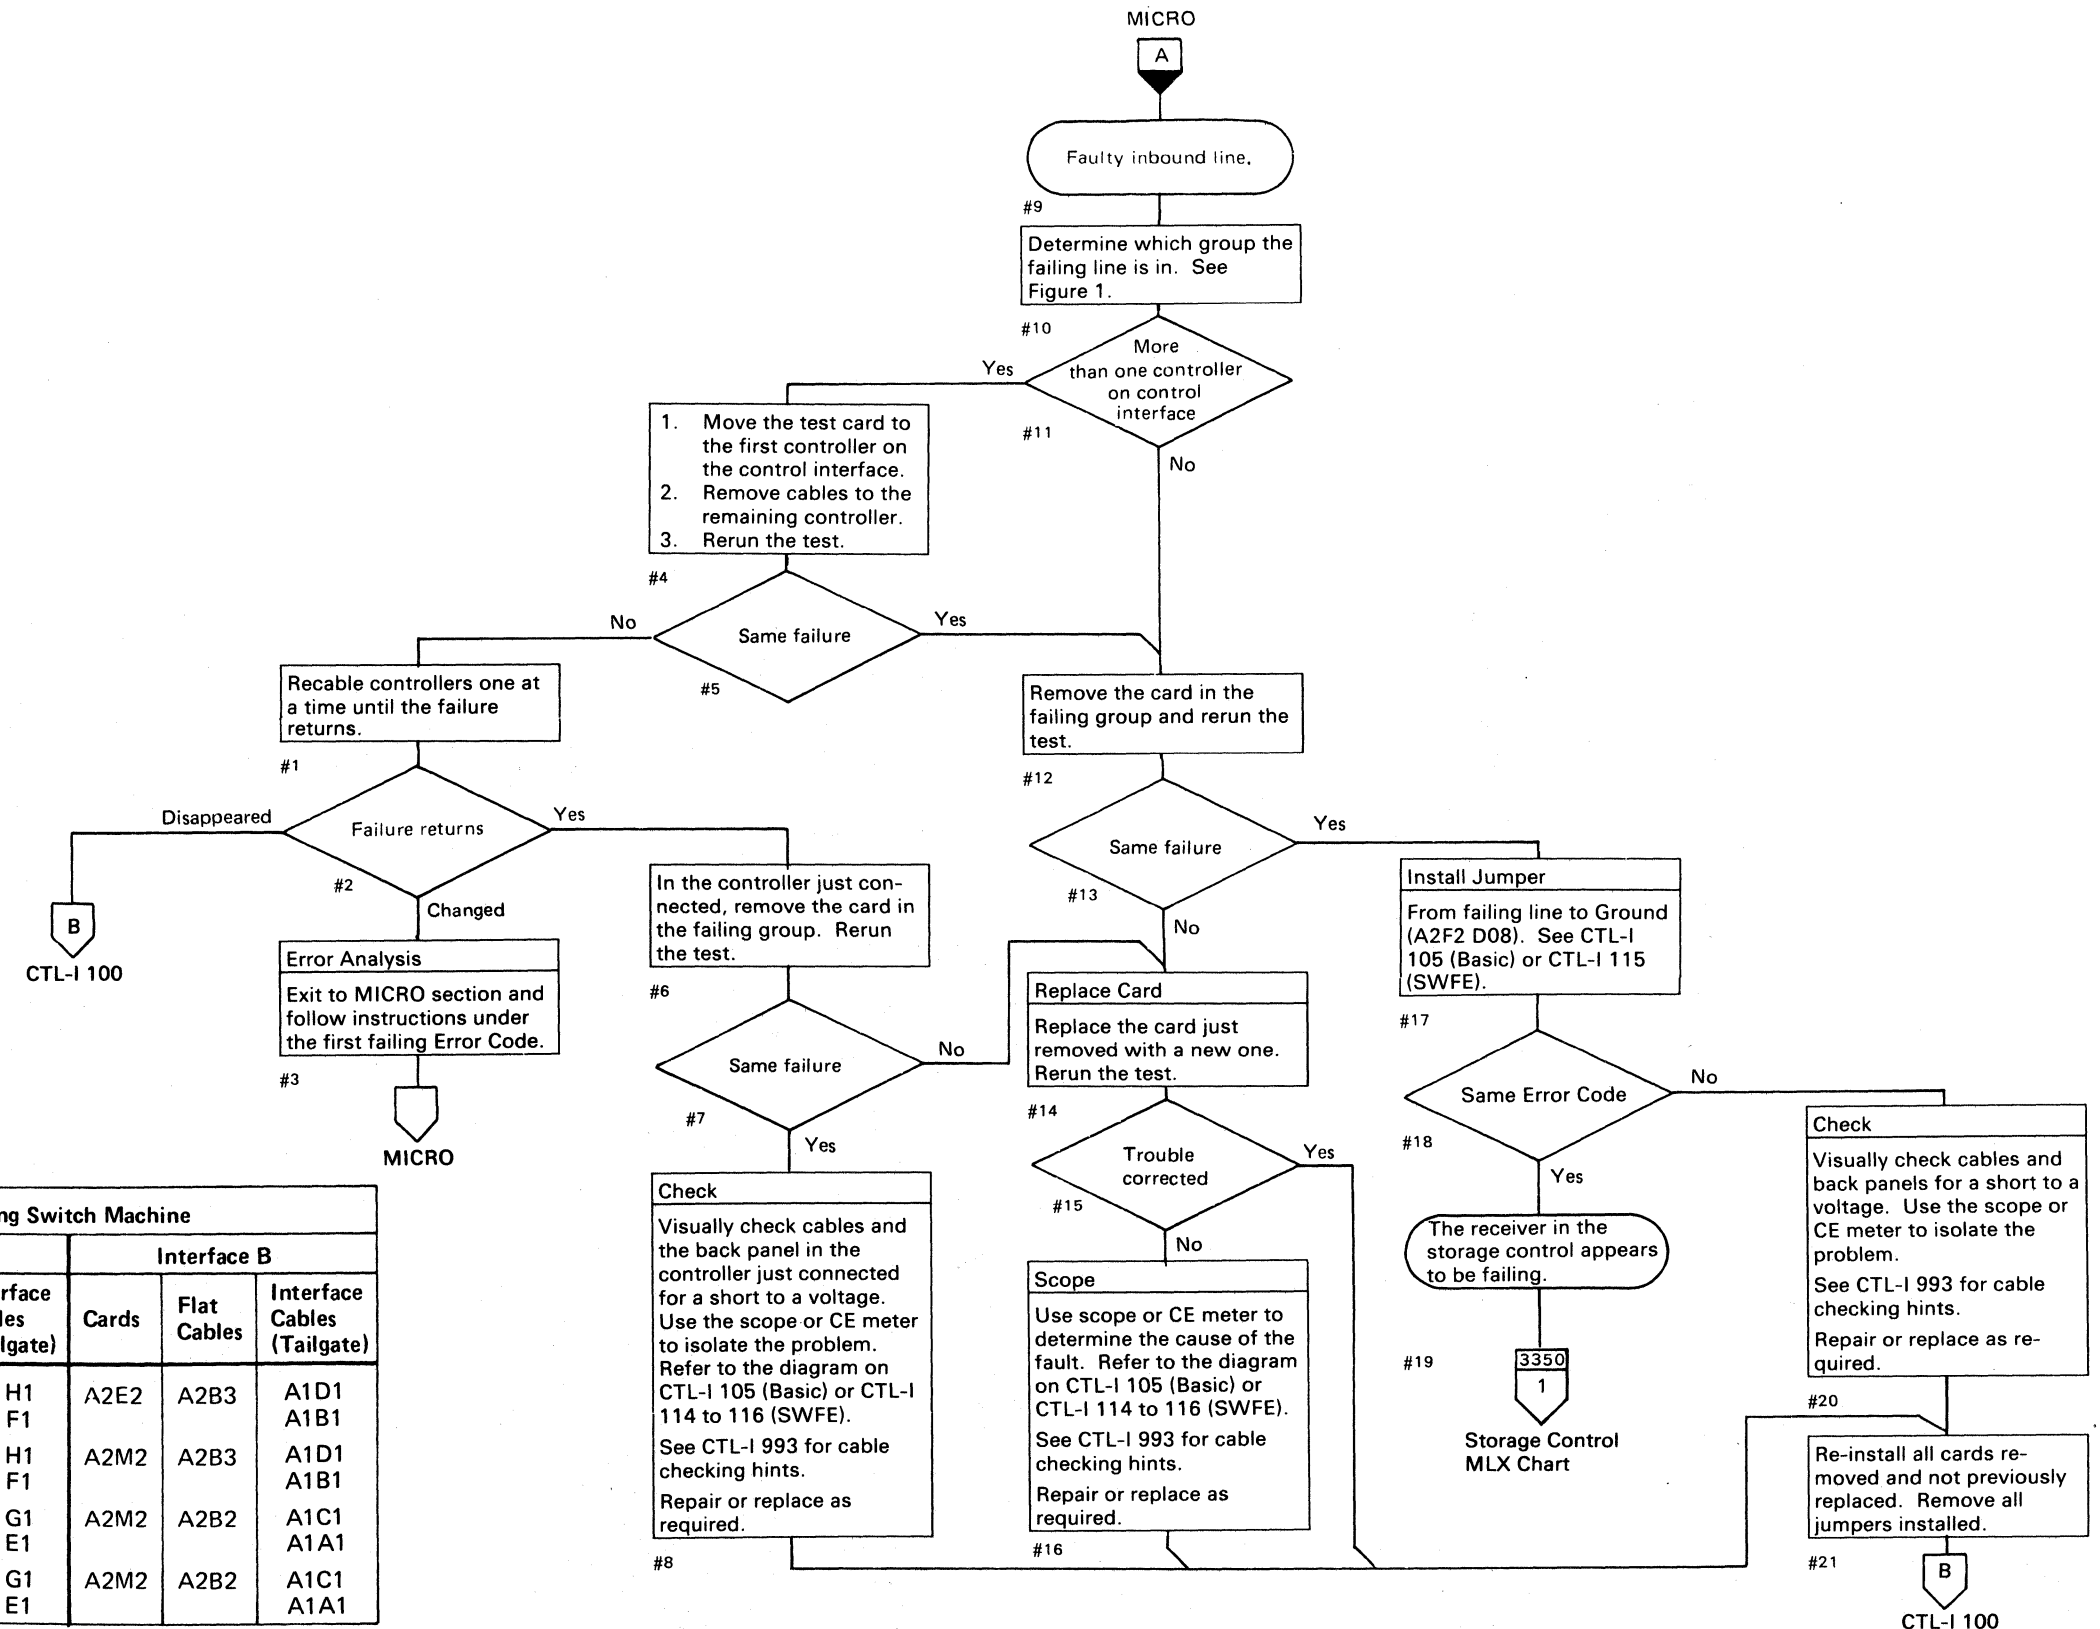 MICRO
A
Faulty inbound line.
#9
Determine which group the
failing line is in. See
Figure 1.
#10
More
than one controller
on control
interface
#11
Yes
No
1. Move the test card to
the first controller on
the control interface.
2. Remove cables to the
remaining controller.
3. Rerun the test.
#4
Same failure
#5
No
Yes
Recable controllers one at
a time until the failure
returns.
#1
Failure returns
#2
Disappeared
Yes
Changed
B
CTL-I 100
Error Analysis
Exit to MICRO section and
follow instructions under
the first failing Error Code.
#3
MICRO
In the controller just con-
nected, remove the card in
the failing group. Rerun
the test.
#6
Same failure
#7
No
Yes
Check
Visually check cables and
the back panel in the
controller just connected
for a short to a voltage.
Use the scope or CE meter
to isolate the problem.
Refer to the diagram on
CTL-I 105 (Basic) or CTL-I
114 to 116 (SWFE).
See CTL-I 993 for cable
checking hints.
Repair or replace as
required.
#8
Remove the card in the
failing group and rerun the
test.
#12
Same failure
#13
Yes
No
Replace Card
Replace the card just
removed with a new one.
Rerun the test.
#14
Trouble
corrected
#15
Yes
No
Scope
Use scope or CE meter to
determine the cause of the
fault. Refer to the diagram
on CTL-I 105 (Basic) or
CTL-I 114 to 116 (SWFE).
See CTL-I 993 for cable
checking hints.
Repair or replace as
required.
#16
Install Jumper
From failing line to Ground
(A2F2 D08). See CTL-I
105 (Basic) or CTL-I 115
(SWFE).
#17
Same Error Code
#18
No
Yes
The receiver in the
storage control appears
to be failing.
#19
3350
1
Storage Control
MLX Chart
Check
Visually check cables and
back panels for a short to a
voltage. Use the scope or
CE meter to isolate the
problem.
See CTL-I 993 for cable
checking hints.
Repair or replace as re-
quired.
#20
Re-install all cards re-
moved and not previously
replaced. Remove all
jumpers installed.
#21
B
CTL-I 100
ng Switch Machine
Interface B
rface
les
lgate)
Cards
Flat
Cables
Interface
Cables
(Tailgate)
H1 A2E2 A2B3 A1D1
F1 A1B1
H1 A2M2 A2B3 A1D1
F1 A1B1
G1 A2M2 A2B2 A1C1
E1 A1A1
G1 A2M2 A2B2 A1C1
E1 A1A1